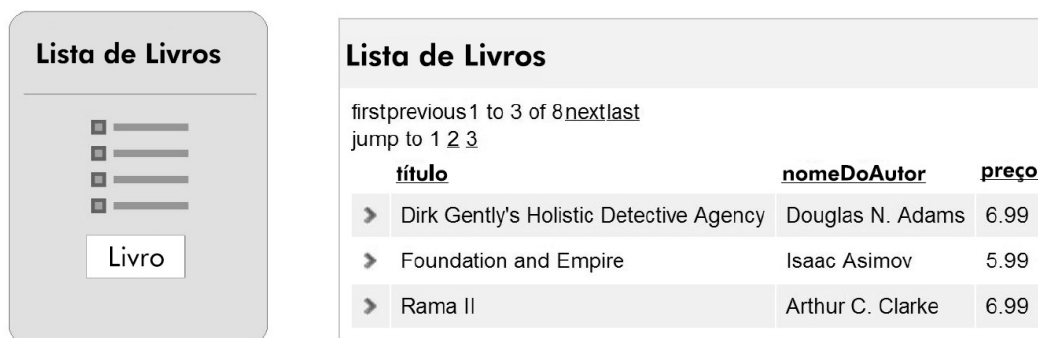 Lista de Livros
Livro
Lista de Livros
firstprevious1 to 3 of 8nextlast
jump to 1 2 3
título nomeDoAutor preço
Dirk Gently's Holistic Detective Agency Douglas N. Adams 6.99
Foundation and Empire Isaac Asimov 5.99
Rama II Arthur C. Clarke 6.99